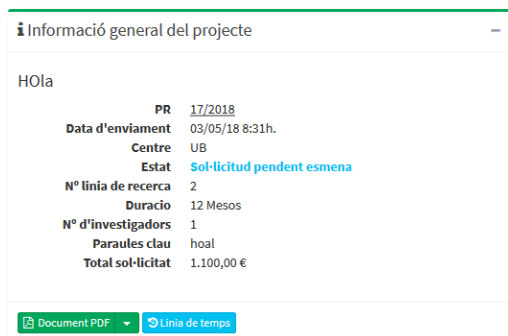 Informació general del projecte
HOla
PR 17/2018
Data d'enviament 03/05/18 8:31h.
Centre UB
Estat Sol·licitud pendent esmena
Nº linia de recerca 2
Duracio 12 Mesos
Nº d'investigadors 1
Paraules clau hoal
Total sol·licitat 1.100,00 €
Document PDF Linia de temps